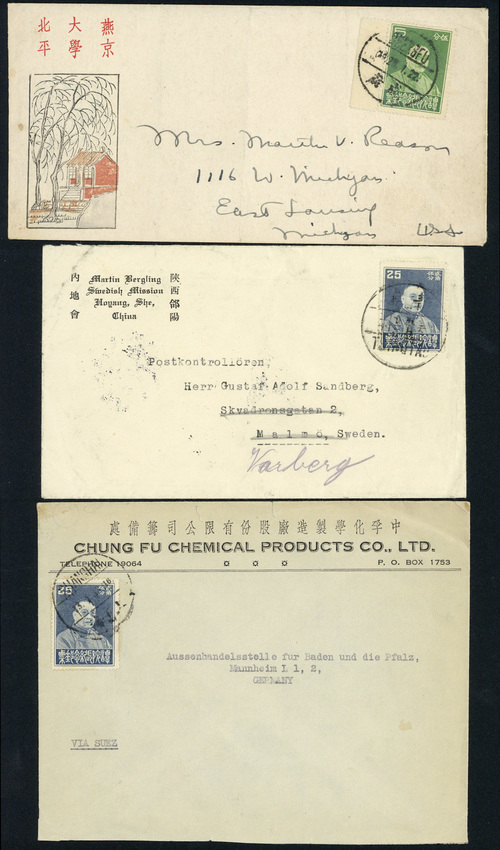 燕京
大學
北平
Mrs. Martin V. Reason
1116 W. Michigan
East Lansing
Michigan U.S.A
內地會
Martin Bergling
Swedish Mission
Hoyang, She,
China
陝西郃陽
25
Postkontrollören,
Herr Gustaf Adolf Sandberg,
Skvadronsgatan 2,
Malmö, Sweden.
Varberg
中孚化學製造廠股份有限公司籌備處
CHUNG FU CHEMICAL PRODUCTS CO., LTD.
TELEPHONE 19064
P. O. BOX 1753
SHANGHAI
25
Aussenhandelsstelle fur Baden und die Pfalz,
Mannheim L 1, 2,
GERMANY
VIA SUEZ